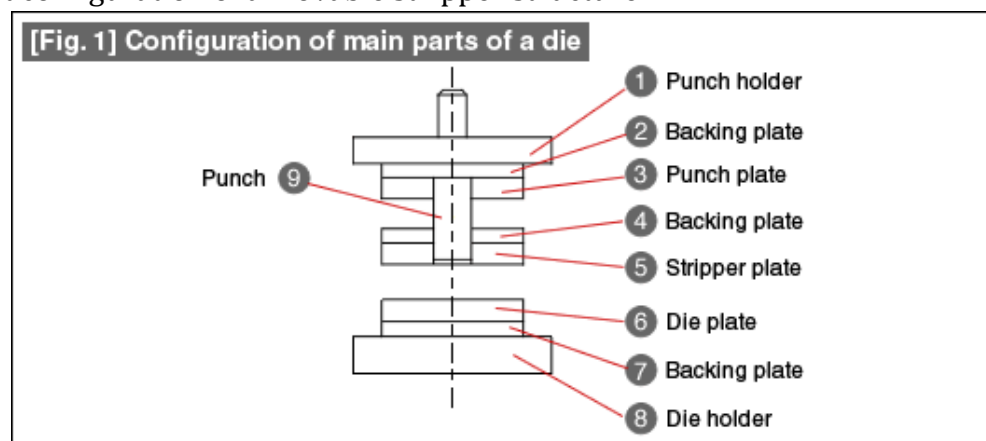 [Fig. 1] Configuration of main parts of a die
1 Punch holder
2 Backing plate
Punch 9
3 Punch plate
4 Backing plate
5 Stripper plate
6 Die plate
7 Backing plate
8 Die holder